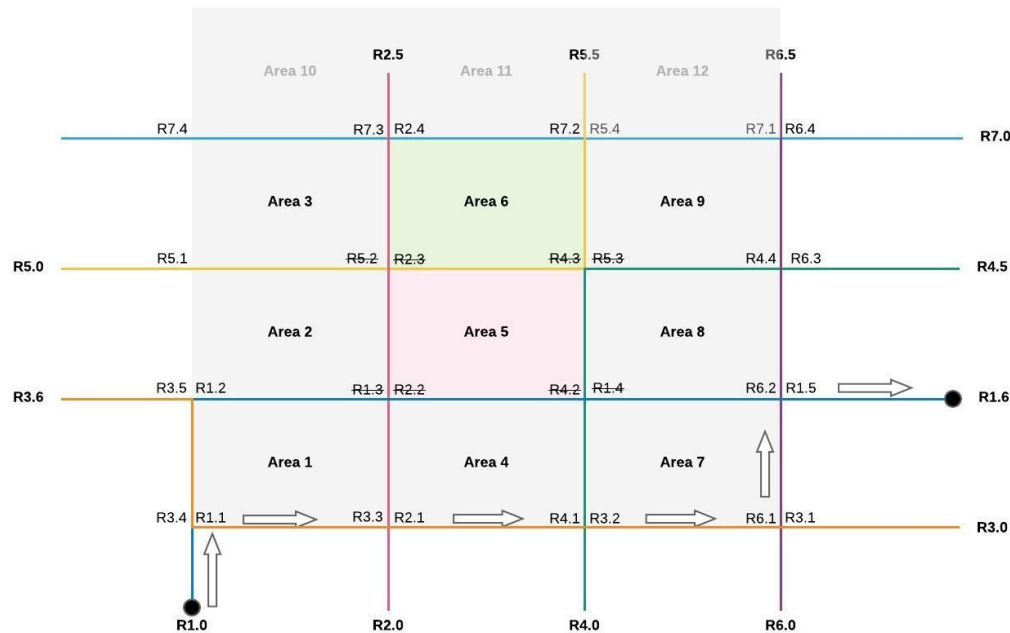 R2.5 R5.5 R6.5
Area 10 Area 11 Area 12
R7.4 R7.3 R2.4 R7.2 R5.4 R7.1 R6.4
R7.0
Area 3 Area 6 Area 9
R5.1 R5.2 R2.3 R4.3 R5.3 R4.4 R6.3
R5.0 R4.5
Area 2 Area 5 Area 8
R3.5 R1.2 R1.3 R2.2 R4.2 R1.4 R6.2 R1.5
R3.6 R1.6
Area 1 Area 4 Area 7
R3.4 R1.1 R3.3 R2.1 R4.1 R3.2 R6.1 R3.1
R3.0
R1.0 R2.0 R4.0 R6.0